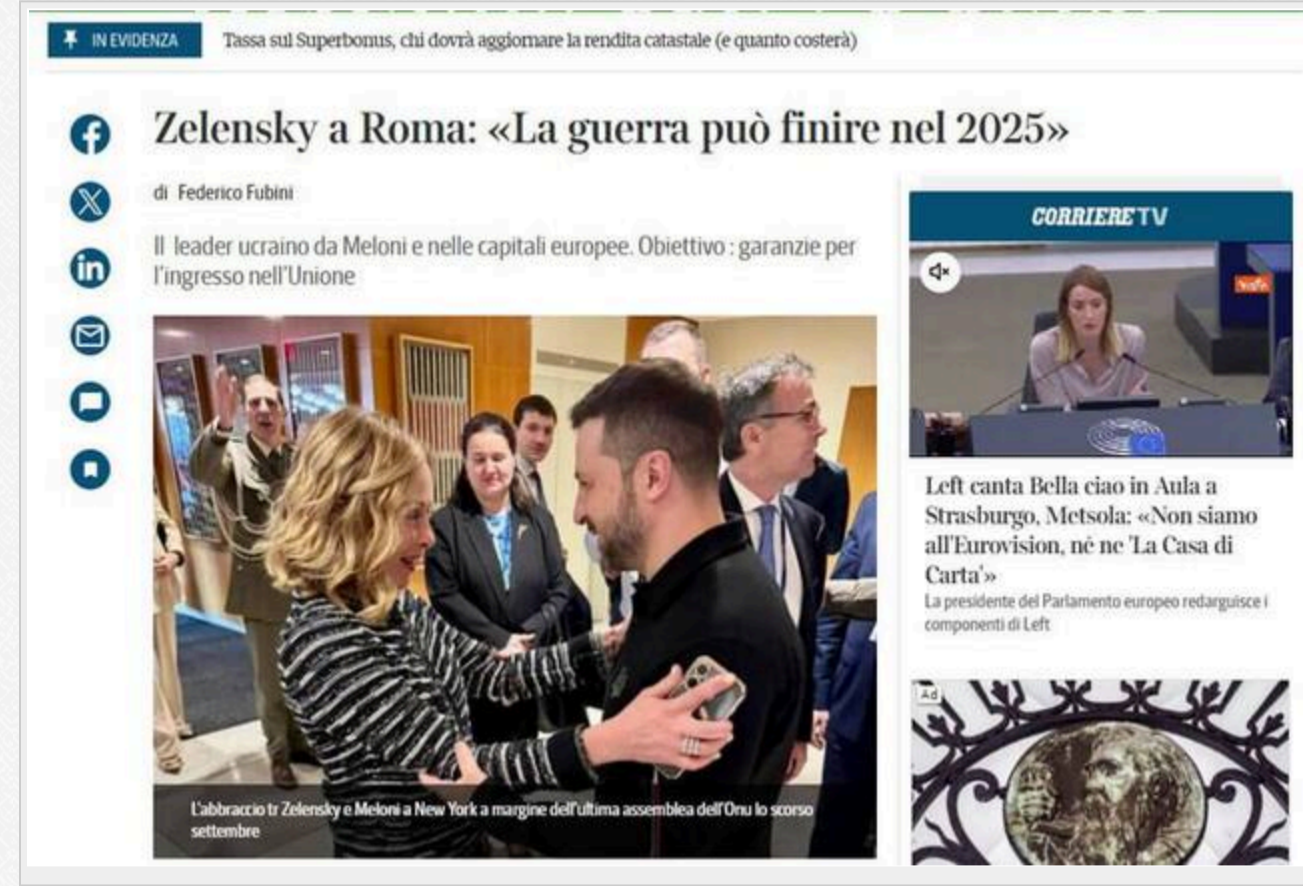 IN EVIDENZA
Tassa sul Superbonus, chi dovrà aggiornare la rendita catastale (e quanto costerà)
Zelensky a Roma: «La guerra può finire nel 2025»
di Federico Fubini
Il leader ucraino da Meloni e nelle capitali europee. Obiettivo : garanzie per
l'ingresso nell'Unione
L'abbraccio tr Zelensky e Meloni a New York a margine dell'ultima assemblea dell'Onu lo scorso
settembre
CORRIERE TV
Left canta Bella ciao in Aula a
Strasburgo, Metsola: «Non siamo
all'Eurovision, nè ne 'La Casa di
Carta'»
La presidente del Parlamento europeo redarguisce i
componenti di Left
Ad